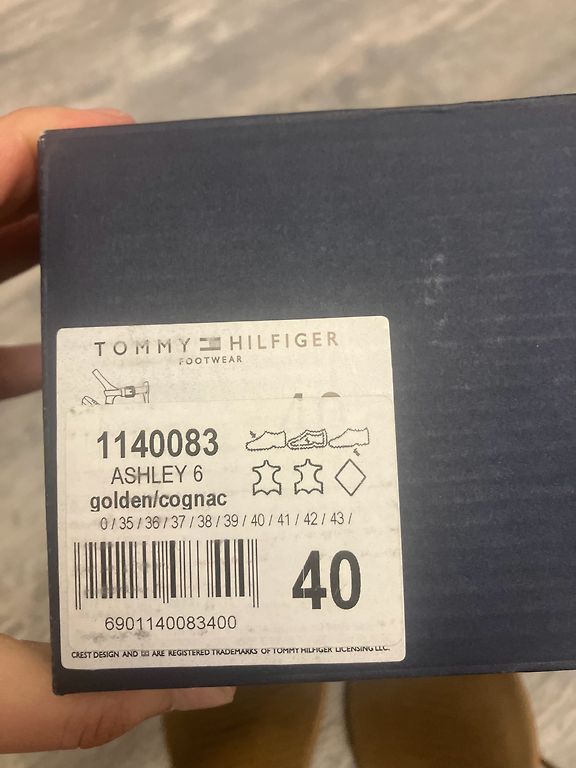 TOMMY HILFIGER
FOOTWEAR
1140083
ASHLEY 6
golden/cognac
0 / 35 / 36 / 37 / 38 / 39 / 40 / 41 / 42 / 43 /
40
6901140083400
CREST DESIGN AND ARE REGISTERED TRADEMARKS OF TOMMY HILFIGER LICENSING LLC.